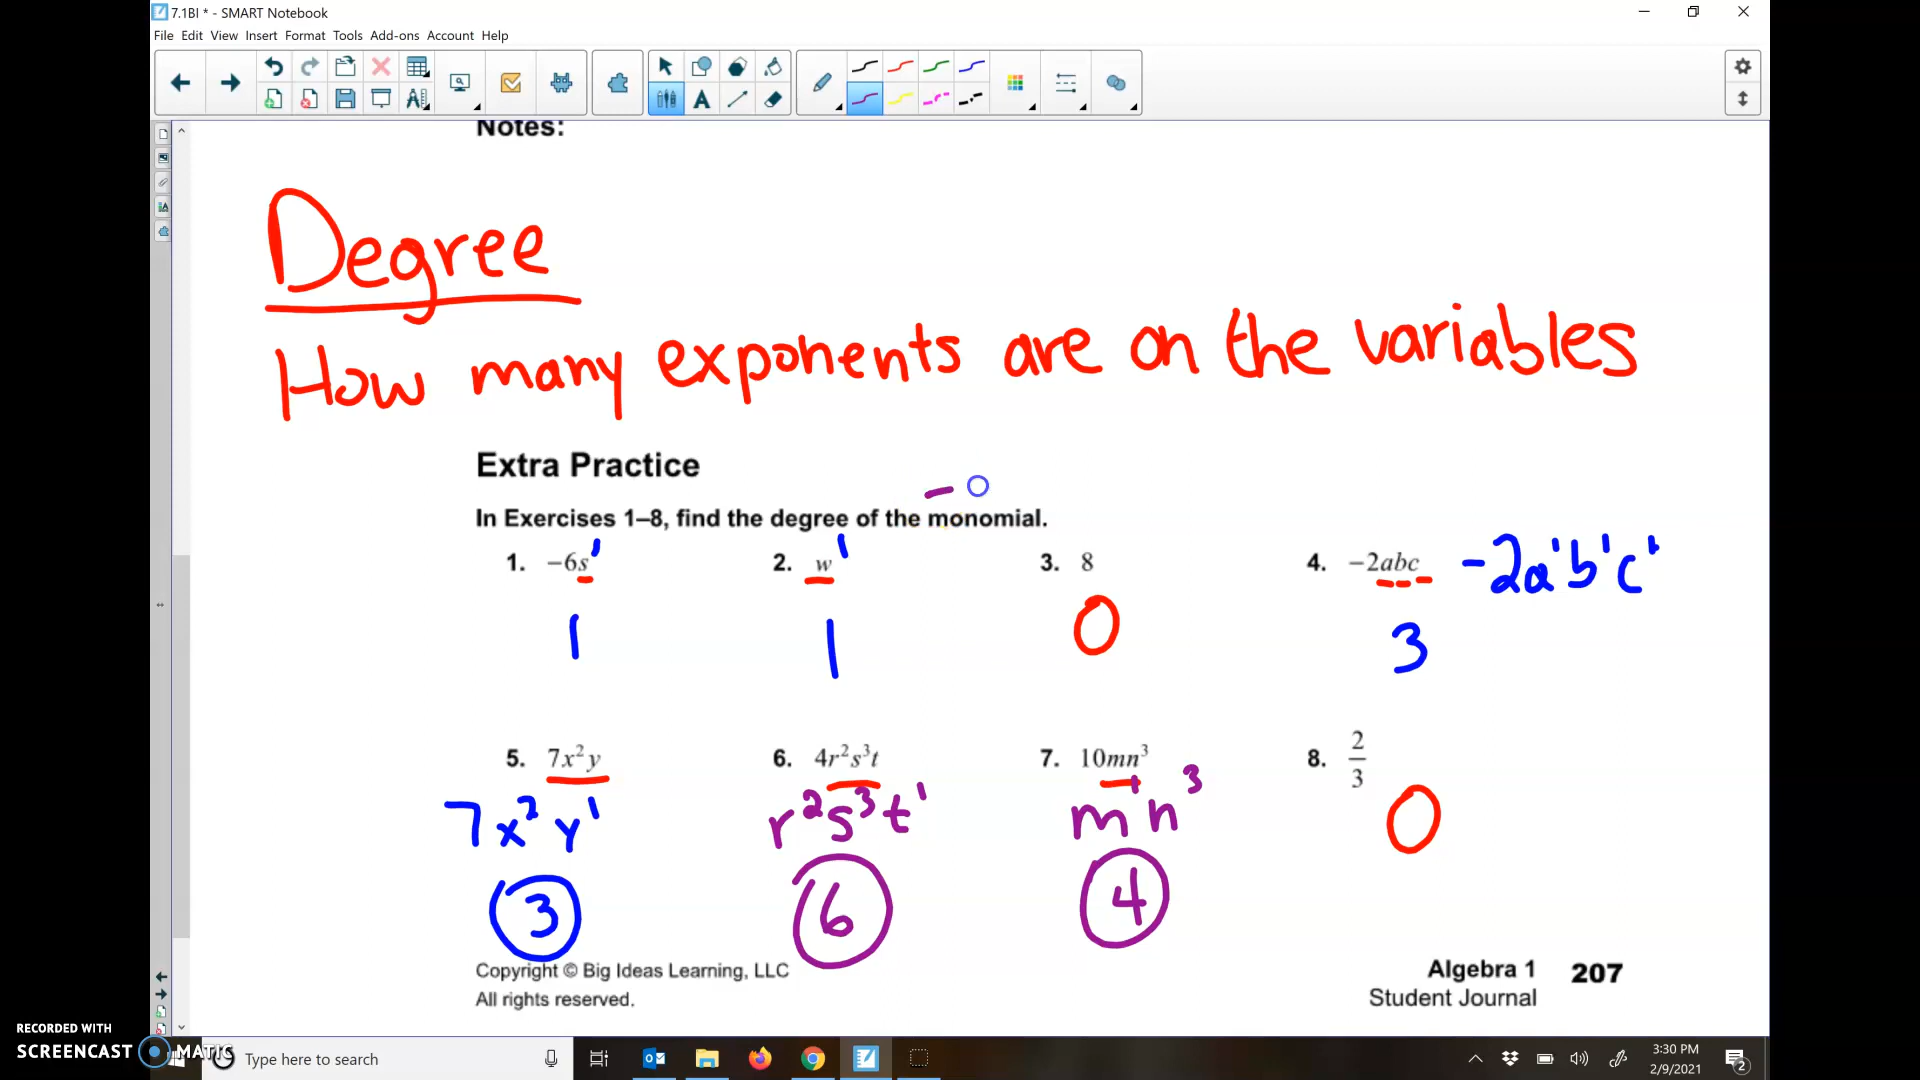 7.1BI * - SMART Notebook
File Edit View Insert Format Tools Add-ons Account Help
Notes:
Degree
How many exponents are on the variables
Extra Practice
In Exercises 1–8, find the degree of the monomial.
1. −6s¹ 2. w¹ 3. 8 4. −2abc -2a¹b¹c¹
1 1 0 3
5. 7x²y 6. 4r²s³t 7. 10mn³ 8. 2/3
7x²y¹ r²s³t¹ m¹n³ 0
3 6 4
Copyright © Big Ideas Learning, LLC
All rights reserved.
Algebra 1 207
Student Journal
RECORDED WITH
SCREENCAST MATIC
Type here to search
3:30 PM
2/9/2021
2